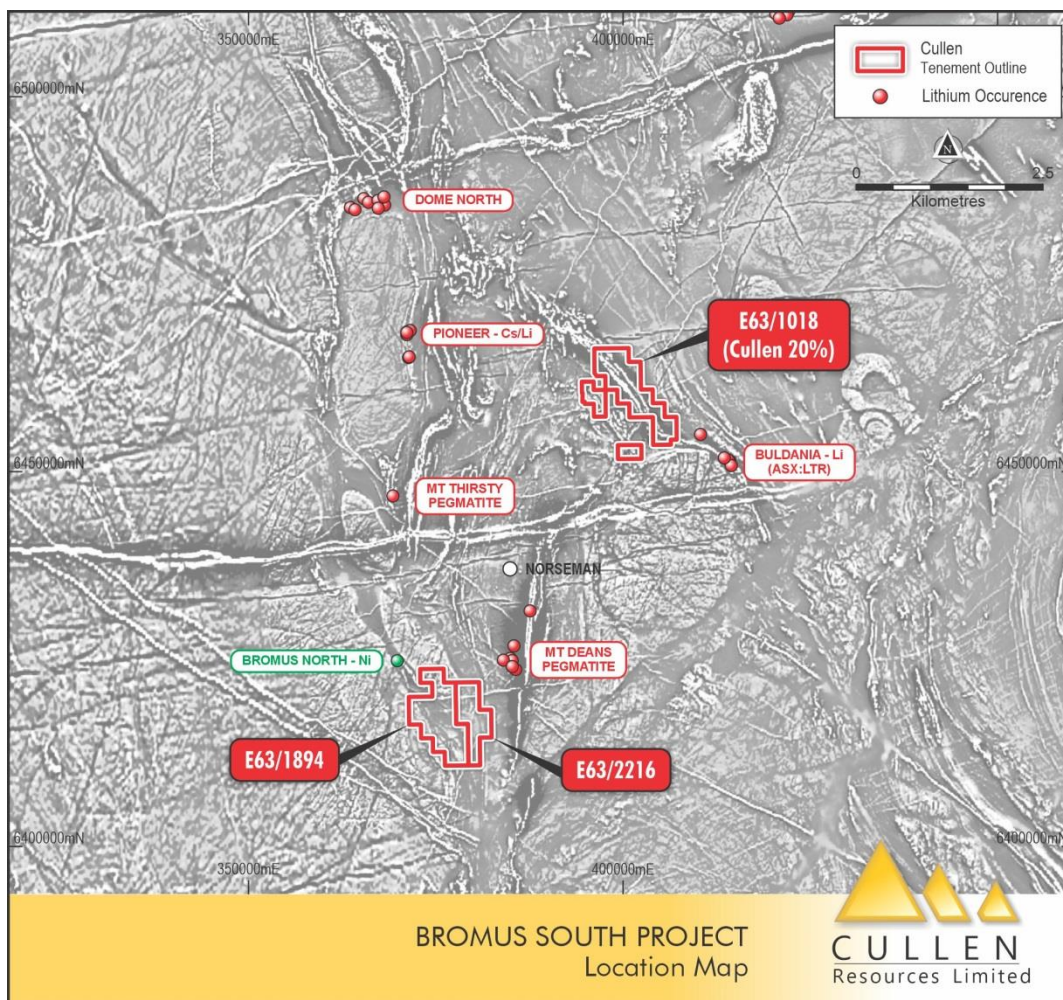 350000mE
400000mE
6500000mN
Cullen
Tenement Outline
Lithium Occurence
N
0
2.5
Kilometres
DOME NORTH
PIONEER - Cs/Li
E63/1018
(Cullen 20%)
BULDANIA - Li
(ASX:LTR)
6450000mN
6450000mN
MT THIRSTY
PEGMATITE
NORSEMAN
BROMUS NORTH - Ni
MT DEANS
PEGMATITE
E63/1894
E63/2216
6400000mN
6400000mN
350000mE
400000mE
BROMUS SOUTH PROJECT
Location Map
CULLEN
Resources Limited